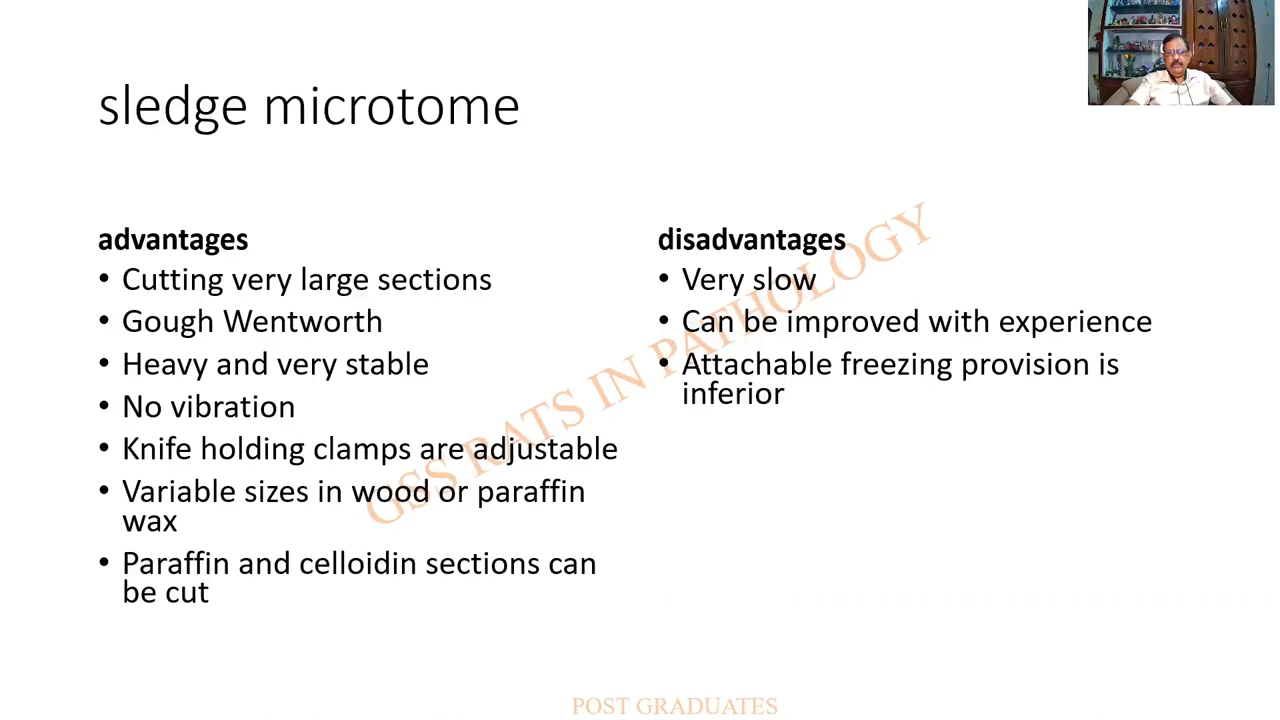 sledge microtome
advantages
• Cutting very large sections
• Gough Wentworth
• Heavy and very stable
• No vibration
• Knife holding clamps are adjustable
• Variable sizes in wood or paraffin
wax
• Paraffin and celloidin sections can
be cut
disadvantages
• Very slow
• Can be improved with experience
• Attachable freezing provision is
inferior
GSS RATS IN PATHOLOGY
POST GRADUATES